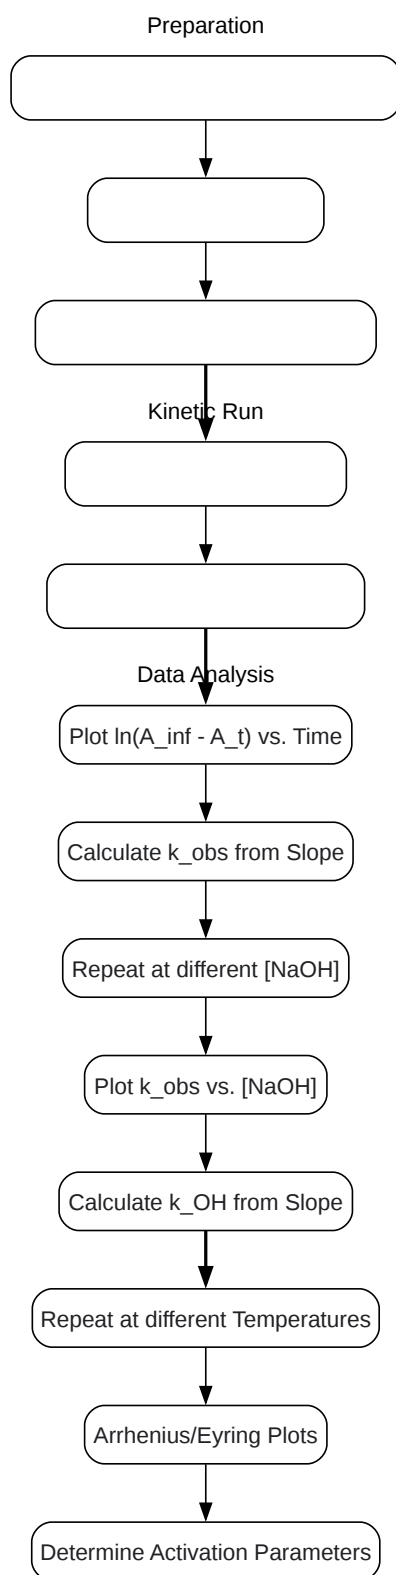 Preparation
Kinetic Run
Data Analysis
Plot ln(A_inf - A_t) vs. Time
Calculate k_obs from Slope
Repeat at different [NaOH]
Plot k_obs vs. [NaOH]
Calculate k_OH from Slope
Repeat at different Temperatures
Arrhenius/Eyring Plots
Determine Activation Parameters